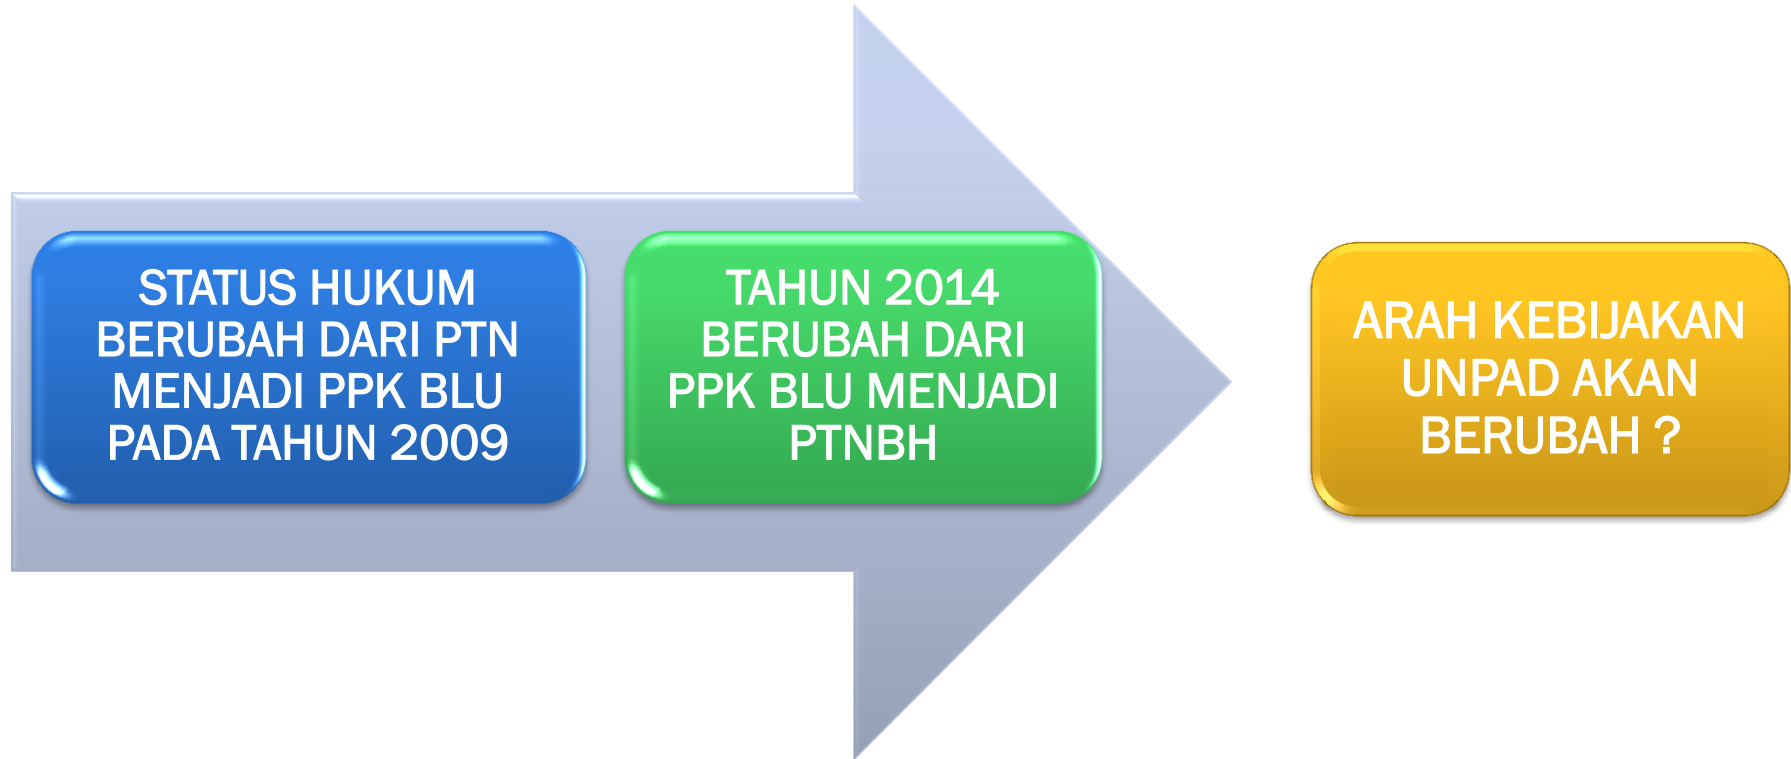 STATUS HUKUM
BERUBAH DARI PTN
MENJADI PPK BLU
PADA TAHUN 2009
TAHUN 2014
BERUBAH DARI
PPK BLU MENJADI
PTNBH
ARAH KEBIJAKAN
UNPAD AKAN
BERUBAH ?